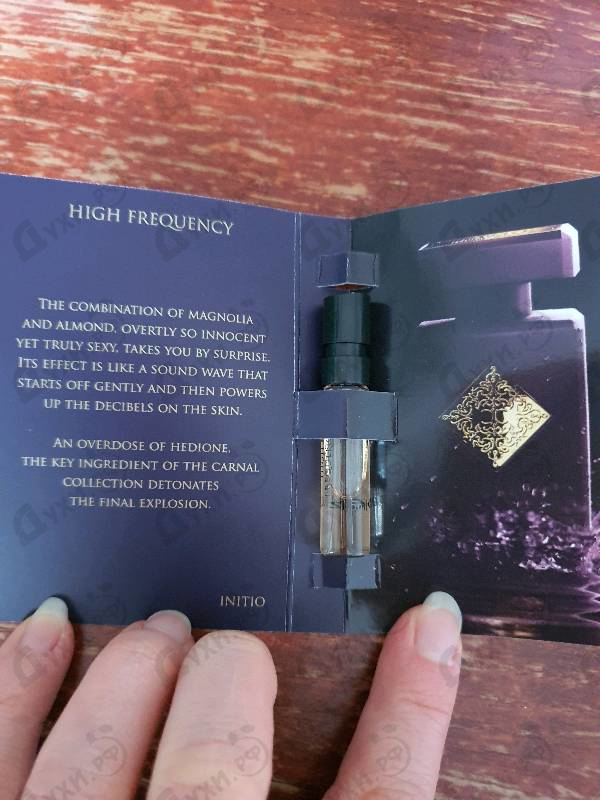 HIGH FREQUENCY
THE COMBINATION OF MAGNOLIA
AND ALMOND, OVERTLY SO INNOCENT
YET TRULY SEXY, TAKES YOU BY SURPRISE.
ITS EFFECT IS LIKE A SOUND WAVE THAT
STARTS OFF GENTLY AND THEN POWERS
UP THE DECIBELS ON THE SKIN.
AN OVERDOSE OF HEDIONE,
THE KEY INGREDIENT OF THE CARNAL
COLLECTION DETONATES
THE FINAL EXPLOSION.
INITIO
ДУХИ.РФ